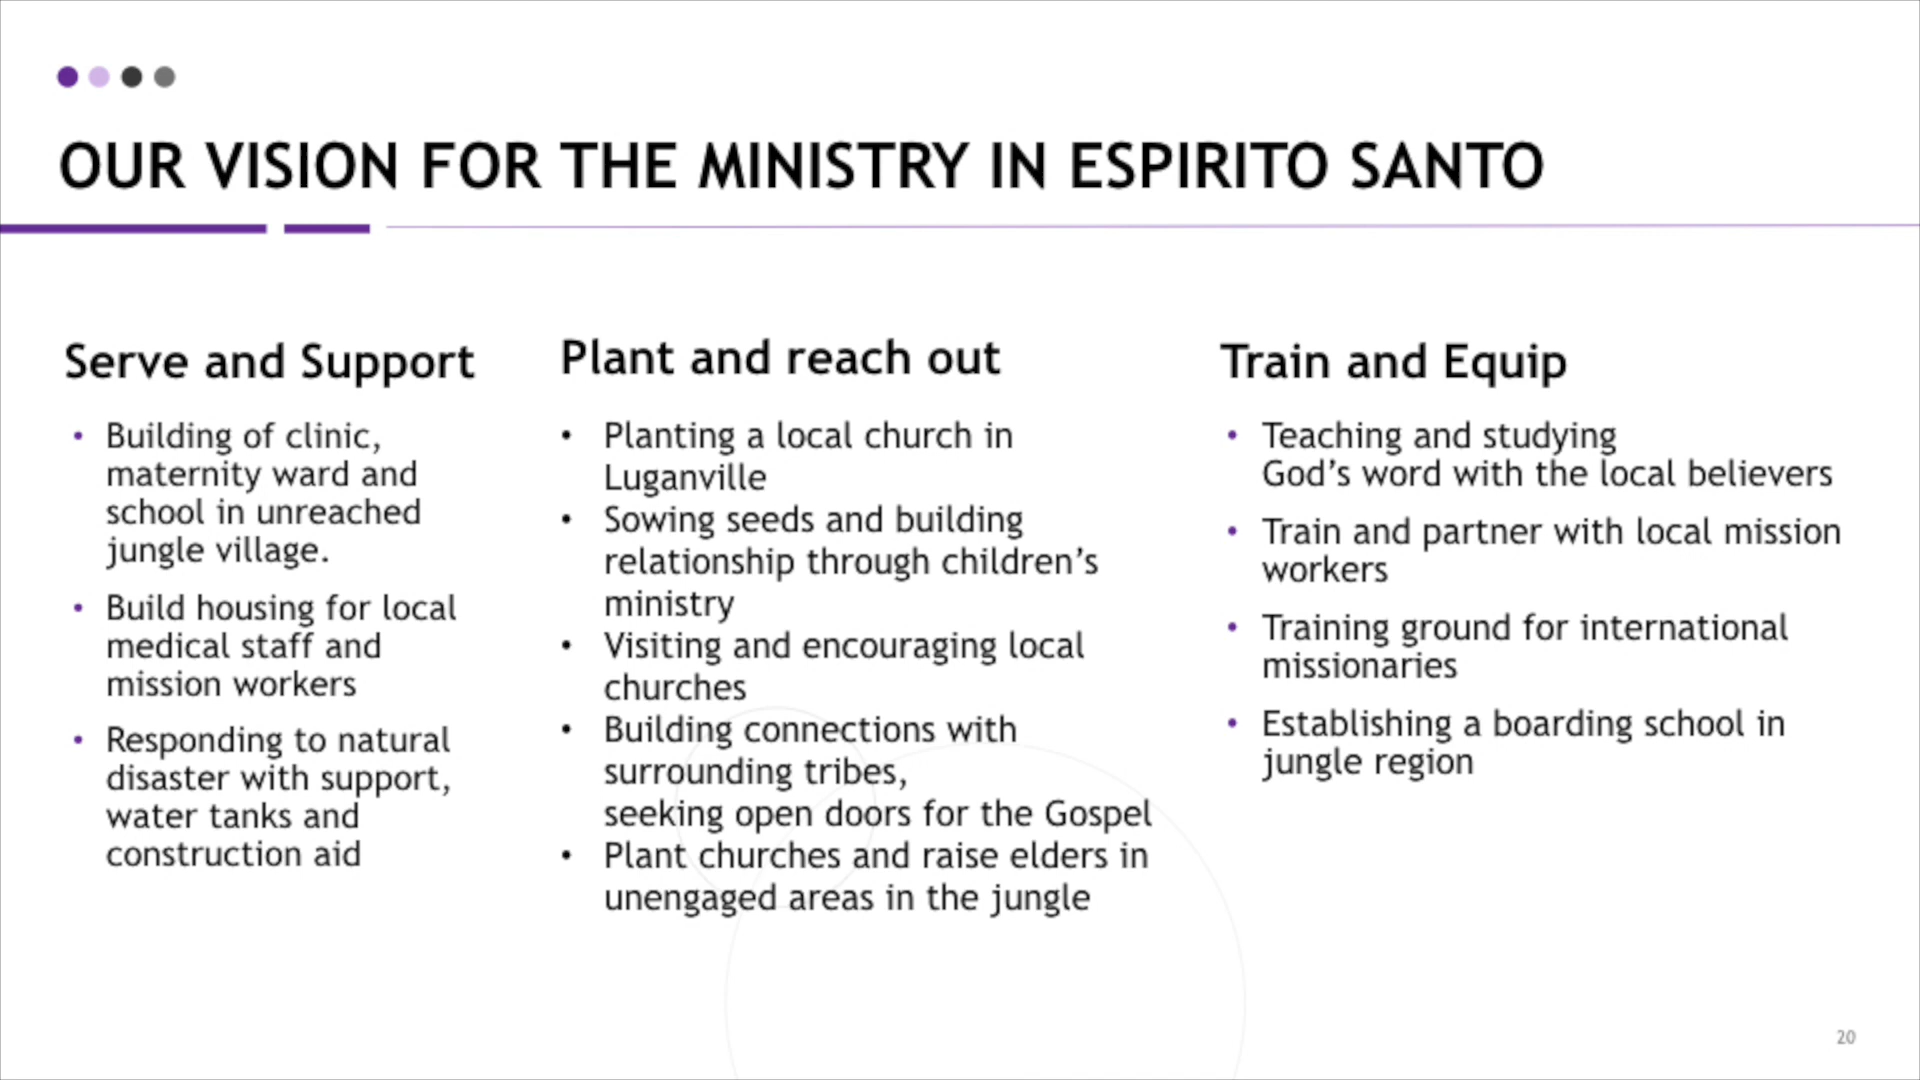 OUR VISION FOR THE MINISTRY IN ESPIRITO SANTO
Serve and Support
• Building of clinic,
maternity ward and
school in unreached
jungle village.
• Build housing for local
medical staff and
mission workers
• Responding to natural
disaster with support,
water tanks and
construction aid
Plant and reach out
• Planting a local church in
Luganville
• Sowing seeds and building
relationship through children’s
ministry
• Visiting and encouraging local
churches
• Building connections with
surrounding tribes,
seeking open doors for the Gospel
• Plant churches and raise elders in
unengaged areas in the jungle
Train and Equip
• Teaching and studying
God’s word with the local believers
• Train and partner with local mission
workers
• Training ground for international
missionaries
• Establishing a boarding school in
jungle region
20